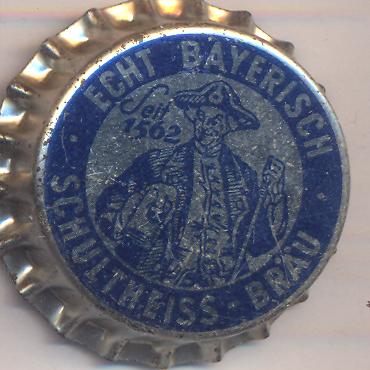 · ECHT BAYERISCH ·
Seit
1562
SCHULTHEISS - BRÄU